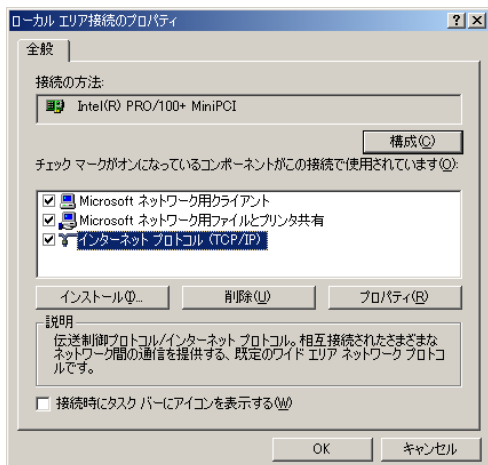 ローカル エリア接続のプロパティ
全般
接続の方法:
Intel(R) PRO/100+ MiniPCI
構成(C)
チェック マークがオンになっているコンポーネントがこの接続で使用されています(O):
Microsoft ネットワーク用クライアント
Microsoft ネットワーク用ファイルとプリンタ共有
インターネット プロトコル (TCP/IP)
インストール(I)... 削除(U) プロパティ(R)
説明
伝送制御プロトコル/インターネット プロトコル。相互接続されたさまざまな
ネットワーク間の通信を提供する、既定のワイド エリア ネットワーク プロトコ
ルです。
接続時にタスク バーにアイコンを表示する(W)
OK キャンセル